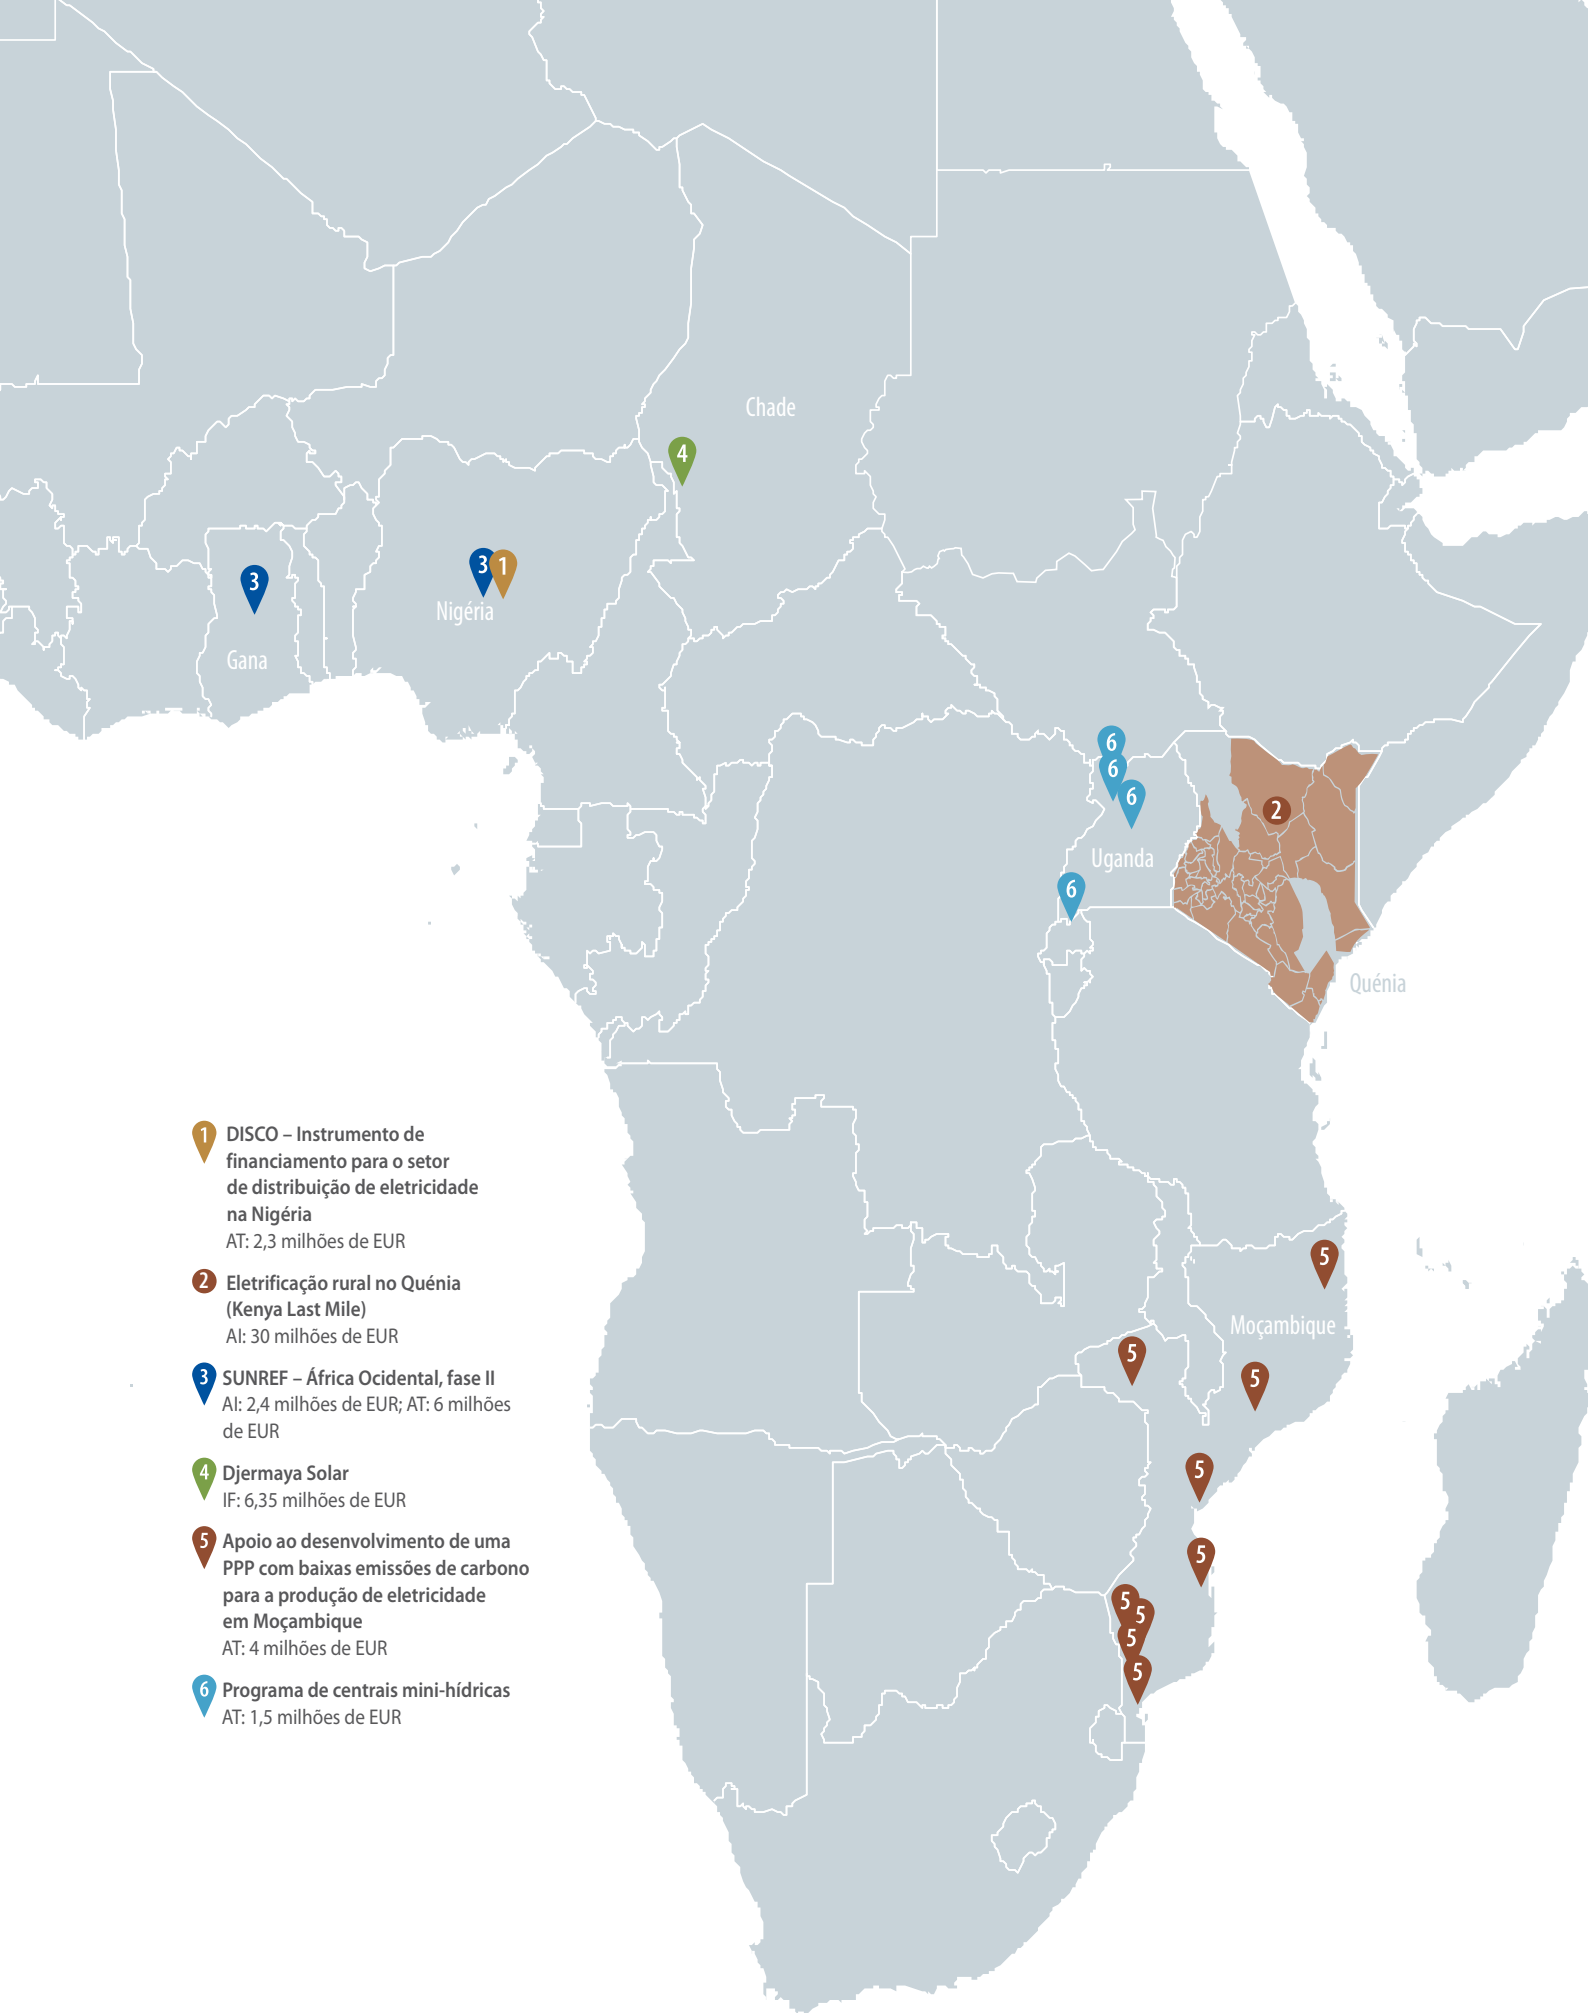 Chade
4
3
3
1
Nigéria
Gana
6
6
6
2
Uganda
6
Quénia
1 DISCO – Instrumento de
financiamento para o setor
de distribuição de eletricidade
na Nigéria
AT: 2,3 milhões de EUR
2 Eletrificação rural no Quénia
(Kenya Last Mile)
AI: 30 milhões de EUR
3 SUNREF – África Ocidental, fase II
AI: 2,4 milhões de EUR; AT: 6 milhões
de EUR
4 Djermaya Solar
IF: 6,35 milhões de EUR
5 Apoio ao desenvolvimento de uma
PPP com baixas emissões de carbono
para a produção de eletricidade
em Moçambique
AT: 4 milhões de EUR
6 Programa de centrais mini-hídricas
AT: 1,5 milhões de EUR
5
Moçambique
5
5
5
5
5
5
5
5